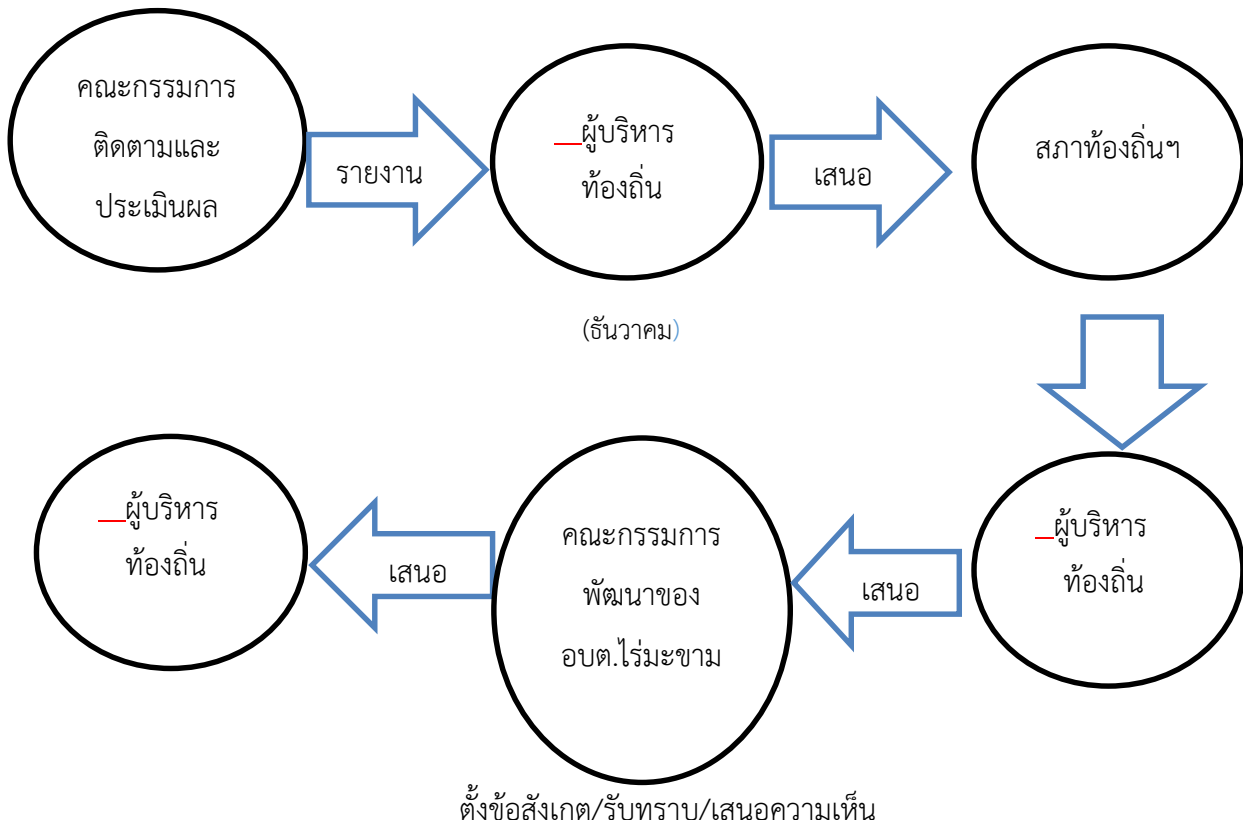 คณะกรรมการ
ติดตามและ
ประเมินผล
รายงาน
ผู้บริหาร
ท้องถิ่น
(ธันวาคม)
เสนอ
สภาท้องถิ่นฯ
ผู้บริหาร
ท้องถิ่น
เสนอ
คณะกรรมการ
พัฒนาของ
อบต.ไร่มะขาม
ตั้งข้อสังเกต/รับทราบ/เสนอความเห็น
เสนอ
ผู้บริหาร
ท้องถิ่น